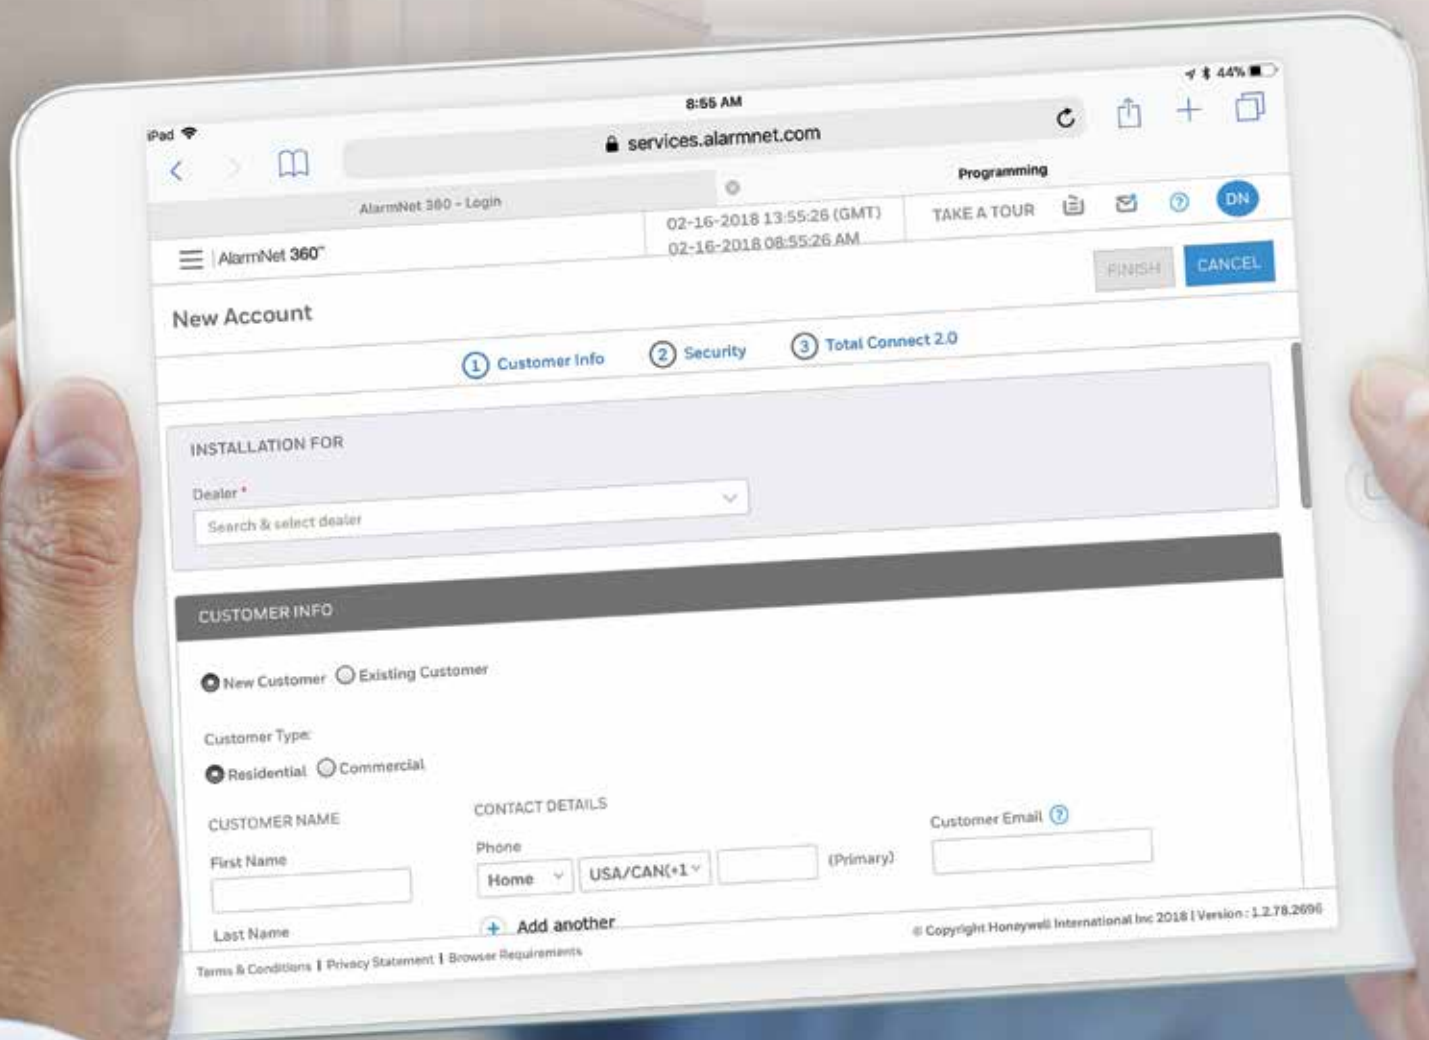 iPad 8:55 AM 44%
services.alarmnet.com
AlarmNet 360 - Login Programming
AlarmNet 360™ 02-16-2018 13:55:26 (GMT) TAKE A TOUR DN
02-16-2018 08:55:26 AM
New Account FINISH CANCEL
1 Customer Info 2 Security 3 Total Connect 2.0
INSTALLATION FOR
Dealer *
Search & select dealer
CUSTOMER INFO
New Customer Existing Customer
Customer Type:
Residential Commercial
CUSTOMER NAME CONTACT DETAILS
First Name Phone Customer Email ?
Home USA/CAN(+1 (Primary)
Last Name + Add another
Terms & Conditions | Privacy Statement | Browser Requirements © Copyright Honeywell International Inc 2018 | Version : 1.2.78.2696